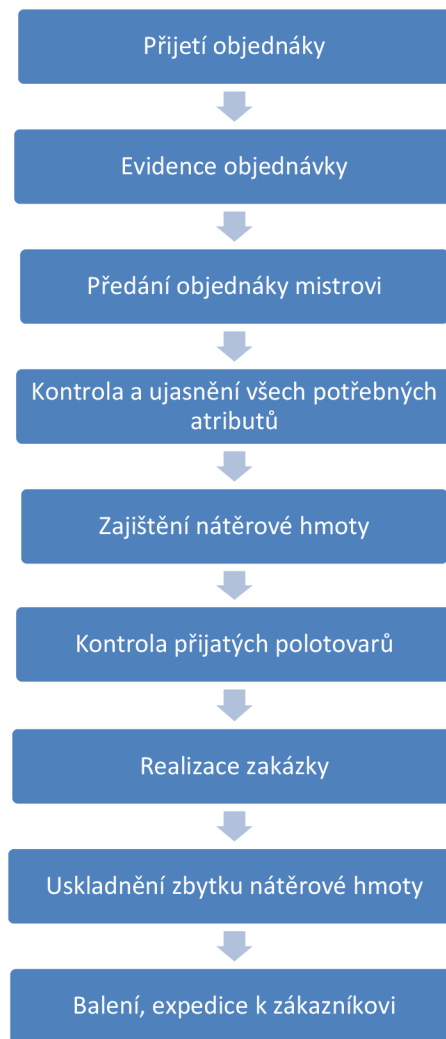 Přijetí objednáky
Evidence objednávky
Předání objednáky mistrovi
Kontrola a ujasnění všech potřebných
atributů
Zajištění nátěrové hmoty
Kontrola přijatých polotovarů
Realizace zakázky
Uskladnění zbytku nátěrové hmoty
Balení, expedice k zákazníkovi